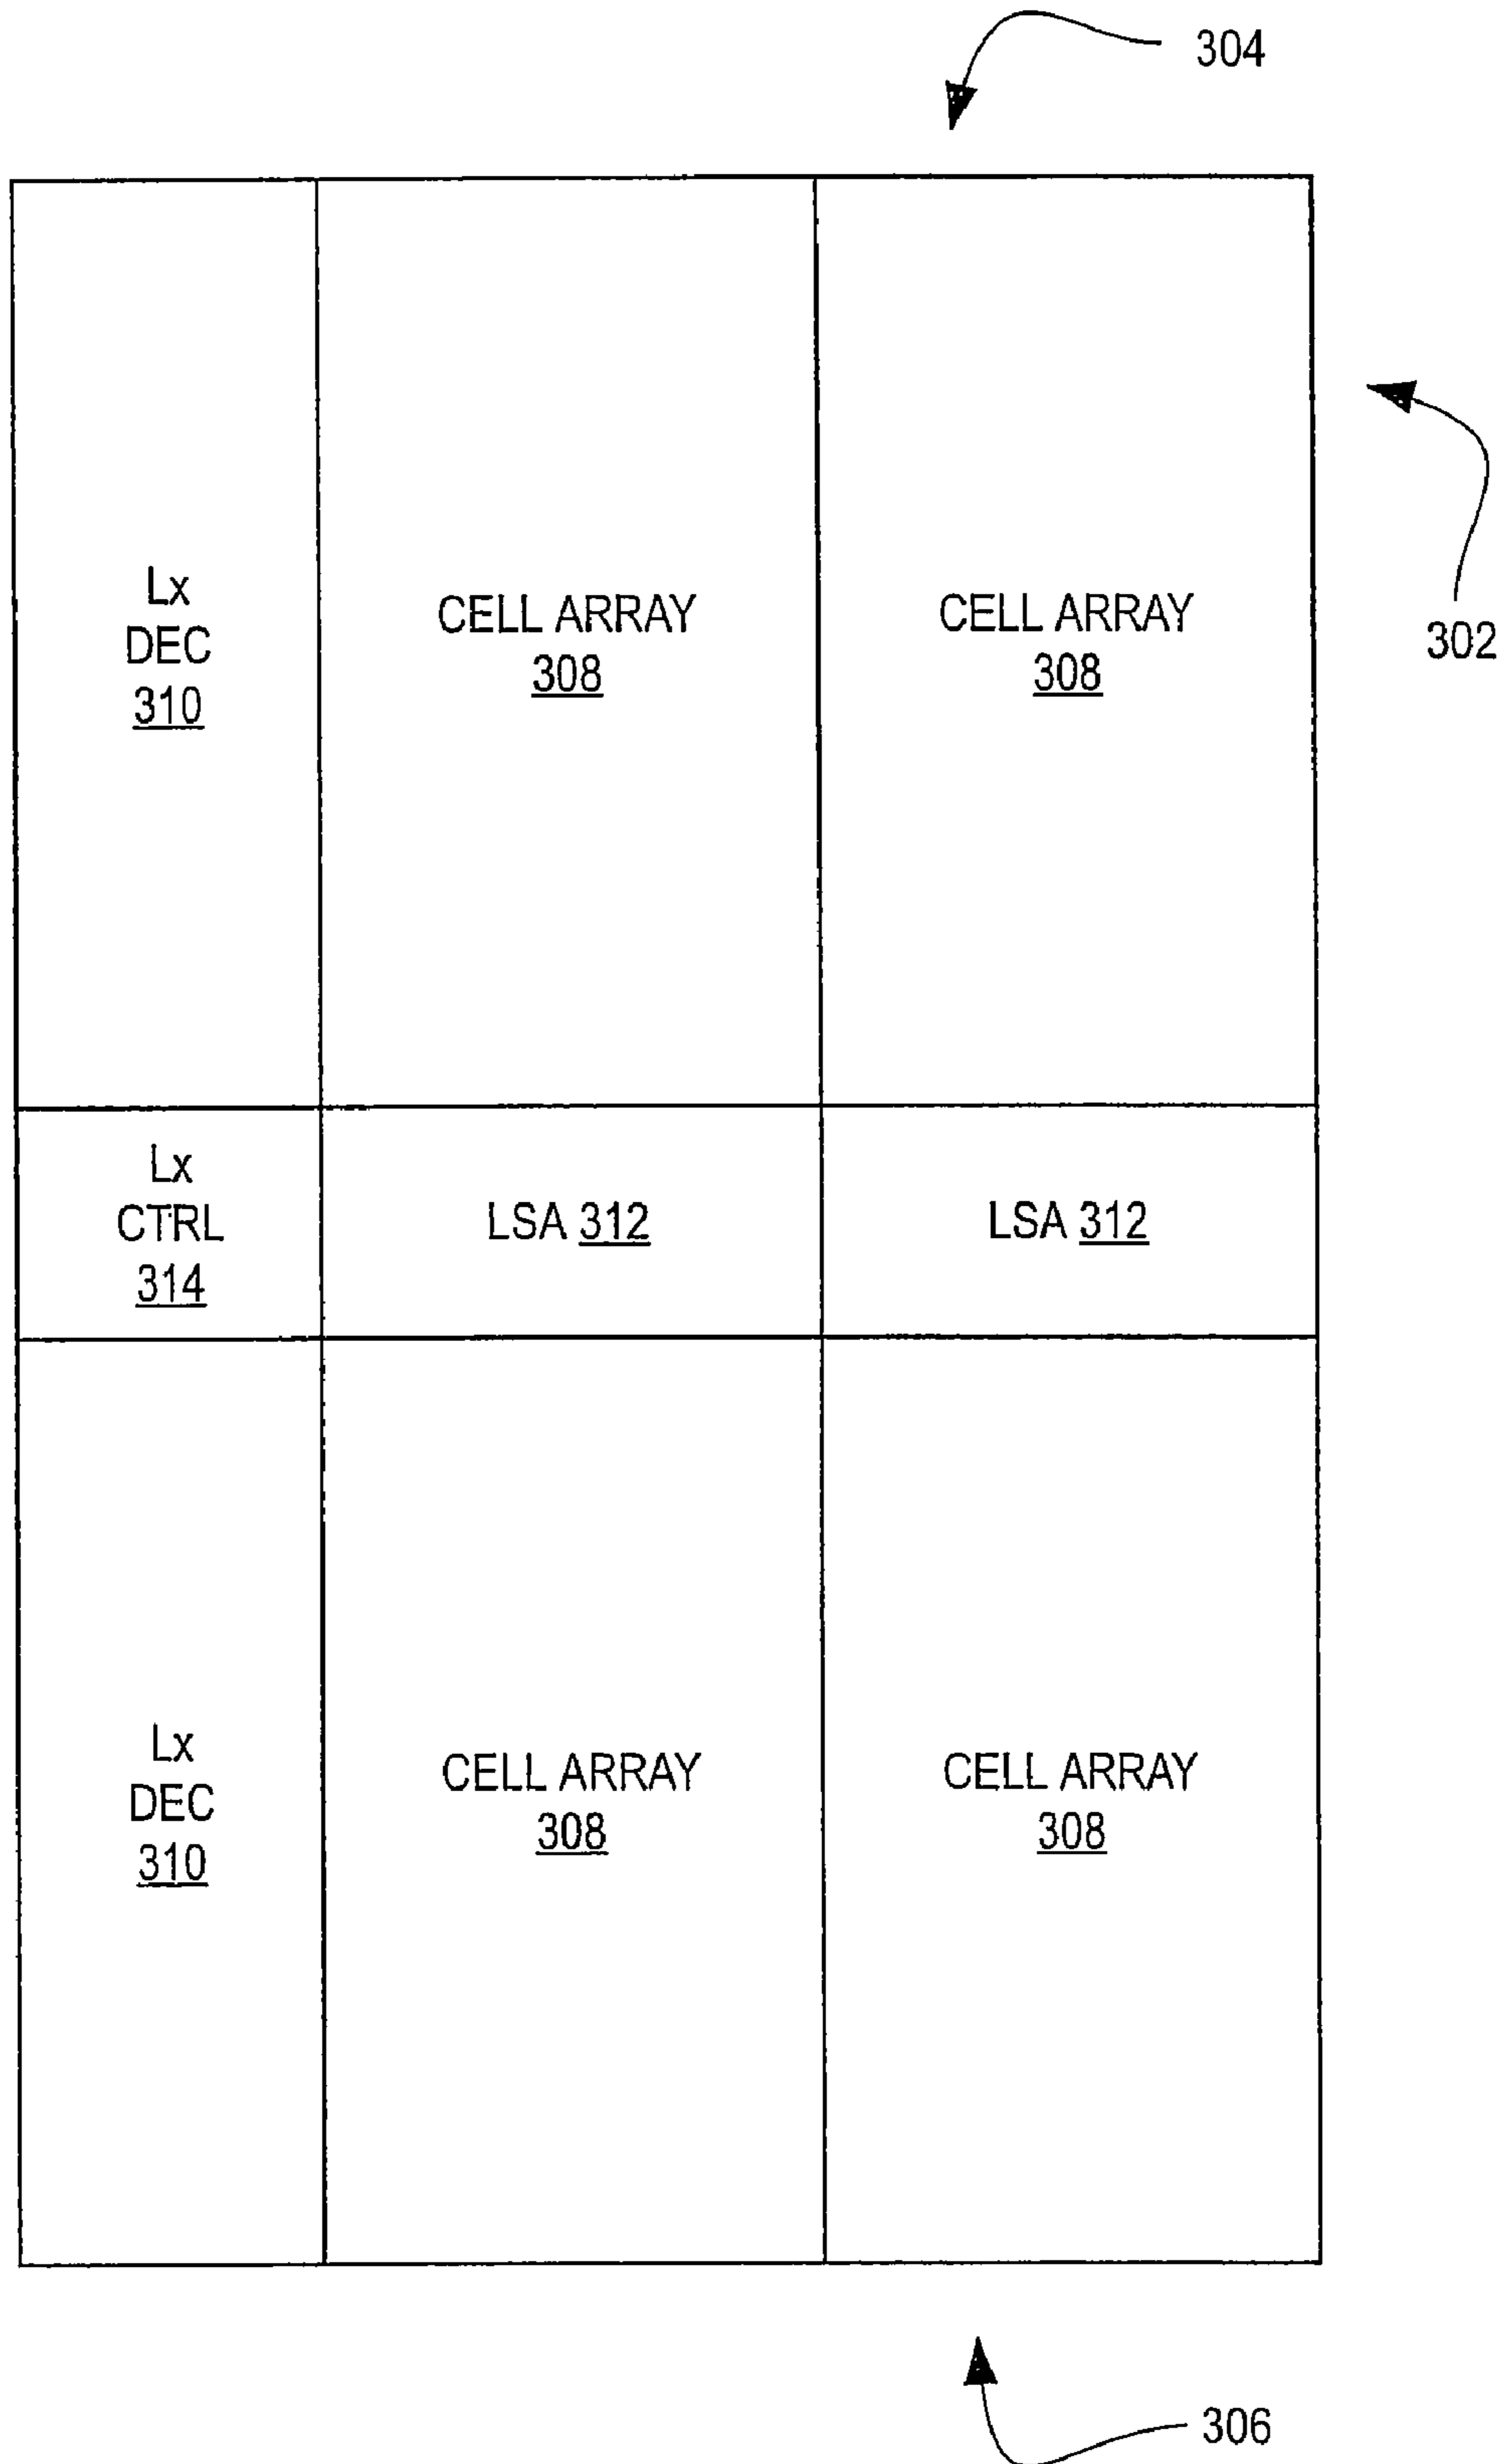 304
302
Lx
DEC
310
CELL ARRAY
308
CELL ARRAY
308
Lx
CTRL
314
LSA 312
LSA 312
Lx
DEC
310
CELL ARRAY
308
CELL ARRAY
308
306